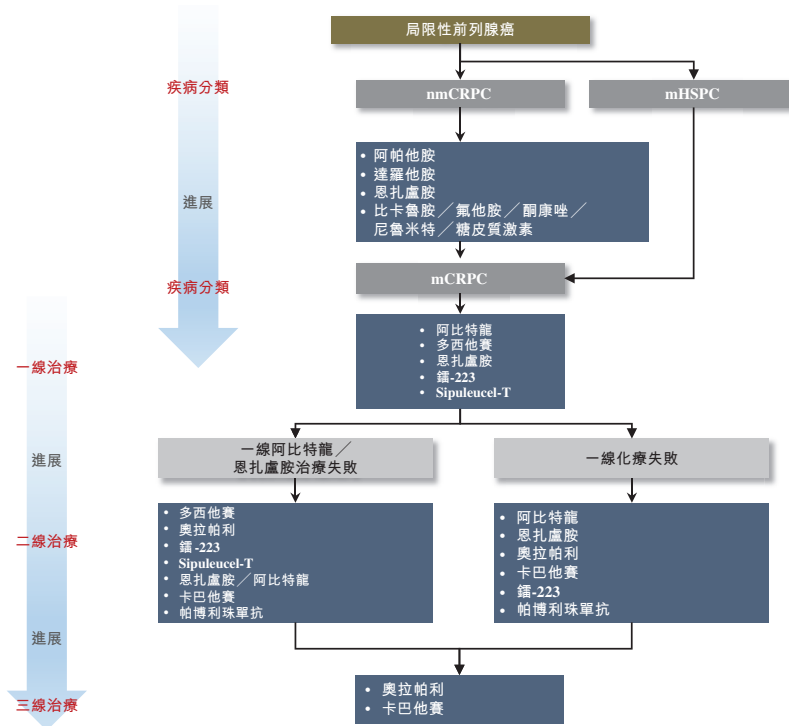 局限性前列腺癌
疾病分類
nmCRPC
mHSPC
• 阿帕他胺
• 達羅他胺
• 恩扎盧胺
• 比卡魯胺／氟他胺／酮康唑／
尼魯米特／糖皮質激素
進展
疾病分類
mCRPC
• 阿比特龍
• 多西他賽
• 恩扎盧胺
• 鐳-223
• Sipuleucel-T
一線治療
一線阿比特龍／
恩扎盧胺治療失敗
一線化療失敗
進展
• 多西他賽
• 奧拉帕利
• 鐳-223
• Sipuleucel-T
• 恩扎盧胺／阿比特龍
• 卡巴他賽
• 帕博利珠單抗
• 阿比特龍
• 恩扎盧胺
• 奧拉帕利
• 卡巴他賽
• 鐳-223
• 帕博利珠單抗
二線治療
進展
• 奧拉帕利
• 卡巴他賽
三線治療